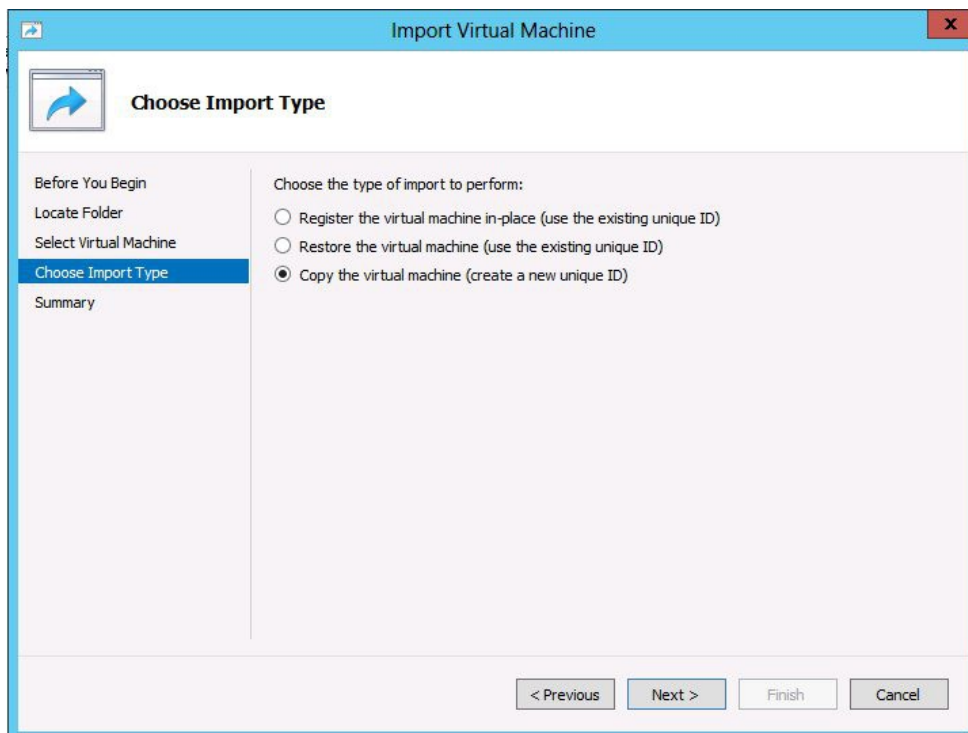 Import Virtual Machine
X
Choose Import Type
Before You Begin
Locate Folder
Select Virtual Machine
Choose Import Type
Summary
Choose the type of import to perform:
Register the virtual machine in-place (use the existing unique ID)
Restore the virtual machine (use the existing unique ID)
Copy the virtual machine (create a new unique ID)
< Previous
Next >
Finish
Cancel